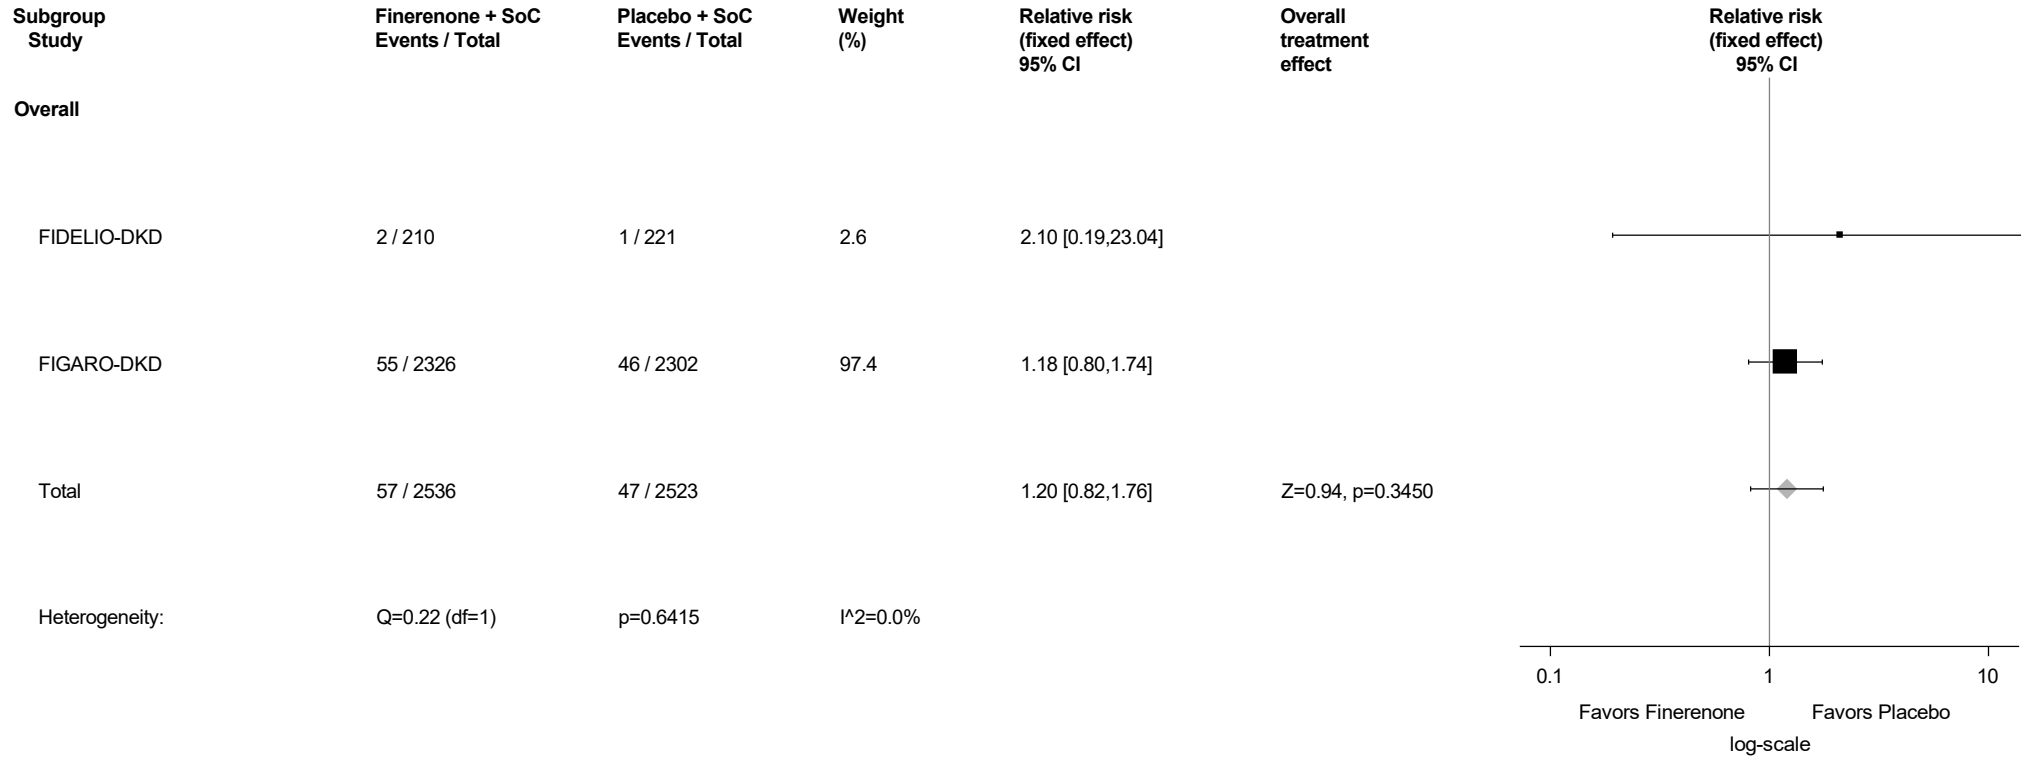 Subgroup Finerenone + SoC Placebo + SoC Weight Relative risk Overall Relative risk
Study Events / Total Events / Total (%) (fixed effect) treatment (fixed effect)
95% CI effect 95% CI
Overall
FIDELIO-DKD 2 / 210 1 / 221 2.6 2.10 [0.19,23.04]
FIGARO-DKD 55 / 2326 46 / 2302 97.4 1.18 [0.80,1.74]
Total 57 / 2536 47 / 2523 1.20 [0.82,1.76] Z=0.94, p=0.3450
Heterogeneity: Q=0.22 (df=1) p=0.6415 I^2=0.0%
0.1 1 10
Favors Finerenone Favors Placebo
log-scale